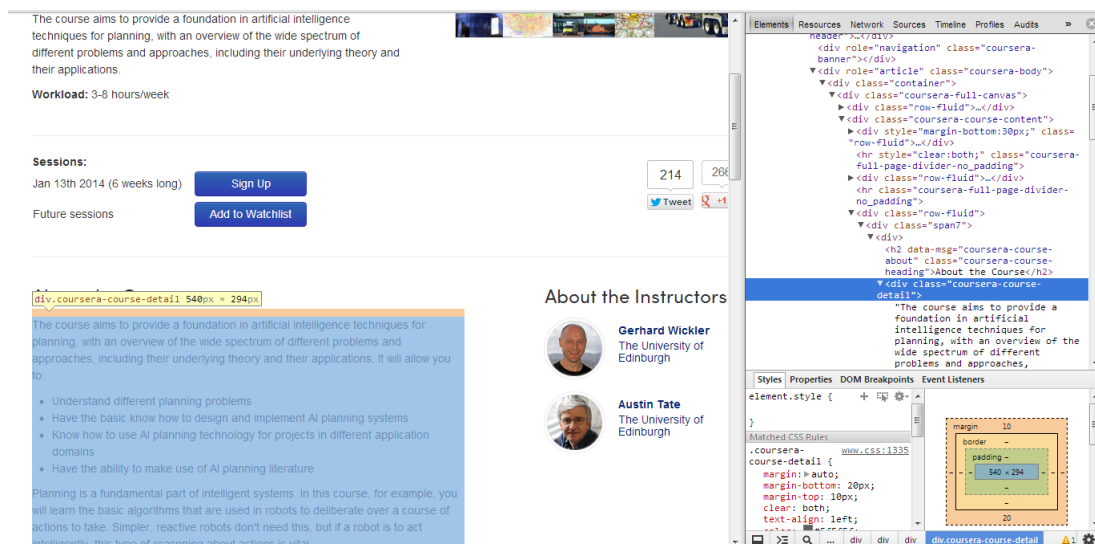 The course aims to provide a foundation in artificial intelligence
techniques for planning, with an overview of the wide spectrum of
different problems and approaches, including their underlying theory and
their applications.
Workload: 3-8 hours/week
Sessions:
Jan 13th 2014 (6 weeks long)
Sign Up
Future sessions
Add to Watchlist
214
266
Tweet
+1
div.coursera-course-detail 540px × 294px
The course aims to provide a foundation in artificial intelligence techniques for
planning, with an overview of the wide spectrum of different problems and
approaches, including their underlying theory and their applications. It will allow you
to:
• Understand different planning problems
• Have the basic know how to design and implement AI planning systems
• Know how to use AI planning technology for projects in different application
domains
• Have the ability to make use of AI planning literature
Planning is a fundamental part of intelligent systems. In this course, for example, you
will learn the basic algorithms that are used in robots to deliberate over a course of
actions to take. Simpler, reactive robots don't need this, but if a robot is to act
intelligently, this type of reasoning about actions is vital.
About the Instructors
Gerhard Wickler
The University of
Edinburgh
Austin Tate
The University of
Edinburgh
Elements Resources Network Sources Timeline Profiles Audits »
header">…</div>
<div role="navigation" class="coursera-
banner"></div>
▼<div role="article" class="coursera-body">
▼<div class="container">
▼<div class="coursera-full-canvas">
▶<div class="row-fluid">…</div>
▼<div class="coursera-course-content">
▶<div style="margin-bottom:30px;" class=
"row-fluid">…</div>
<hr style="clear:both;" class="coursera-
full-page-divider-no_padding">
▶<div class="row-fluid">…</div>
<hr class="coursera-full-page-divider-
no_padding">
▼<div class="row-fluid">
▼<div class="span7">
▼<div>
<h2 data-msg="coursera-course-
about" class="coursera-course-
heading">About the Course</h2>
▼<div class="coursera-course-
detail">
"The course aims to provide a
foundation in artificial
intelligence techniques for
planning, with an overview of the
wide spectrum of different
problems and approaches,
Styles Properties DOM Breakpoints Event Listeners
element.style {
}
Matched CSS Rules
.coursera- www.css:1335
course-detail {
margin:▶auto;
margin-bottom: 20px;
margin-top: 10px;
clear: both;
text-align: left;
margin 10
border –
padding –
540 × 294
–
–
20
... div div div div.coursera-course-detail 1